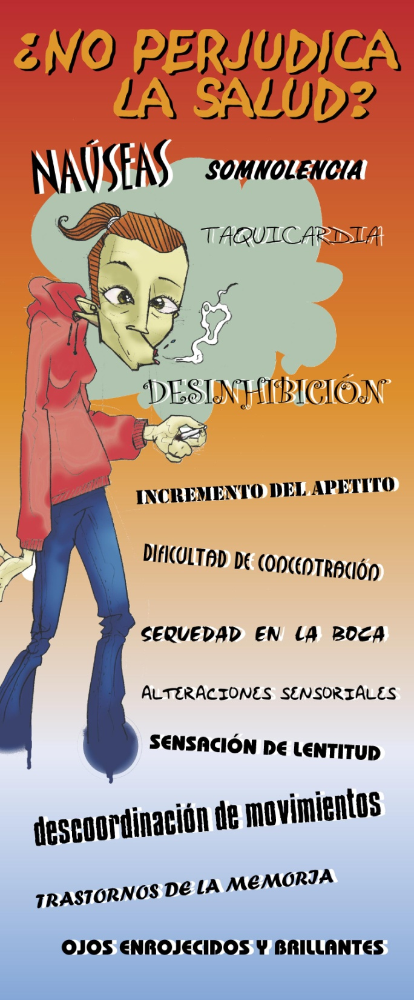 ¿NO PERJUDICA
LA SALUD?
NAÚSEAS
SOMNOLENCIA
TAQUICARDIA
DESINHIBICIÓN
INCREMENTO DEL APETITO
DIFICULTAD DE CONCENTRACIÓN
SEQUEDAD EN LA BOCA
ALTERACIONES SENSORIALES
SENSACIÓN DE LENTITUD
descoordinación de movimientos
TRASTORNOS DE LA MEMORIA
OJOS ENROJECIDOS Y BRILLANTES